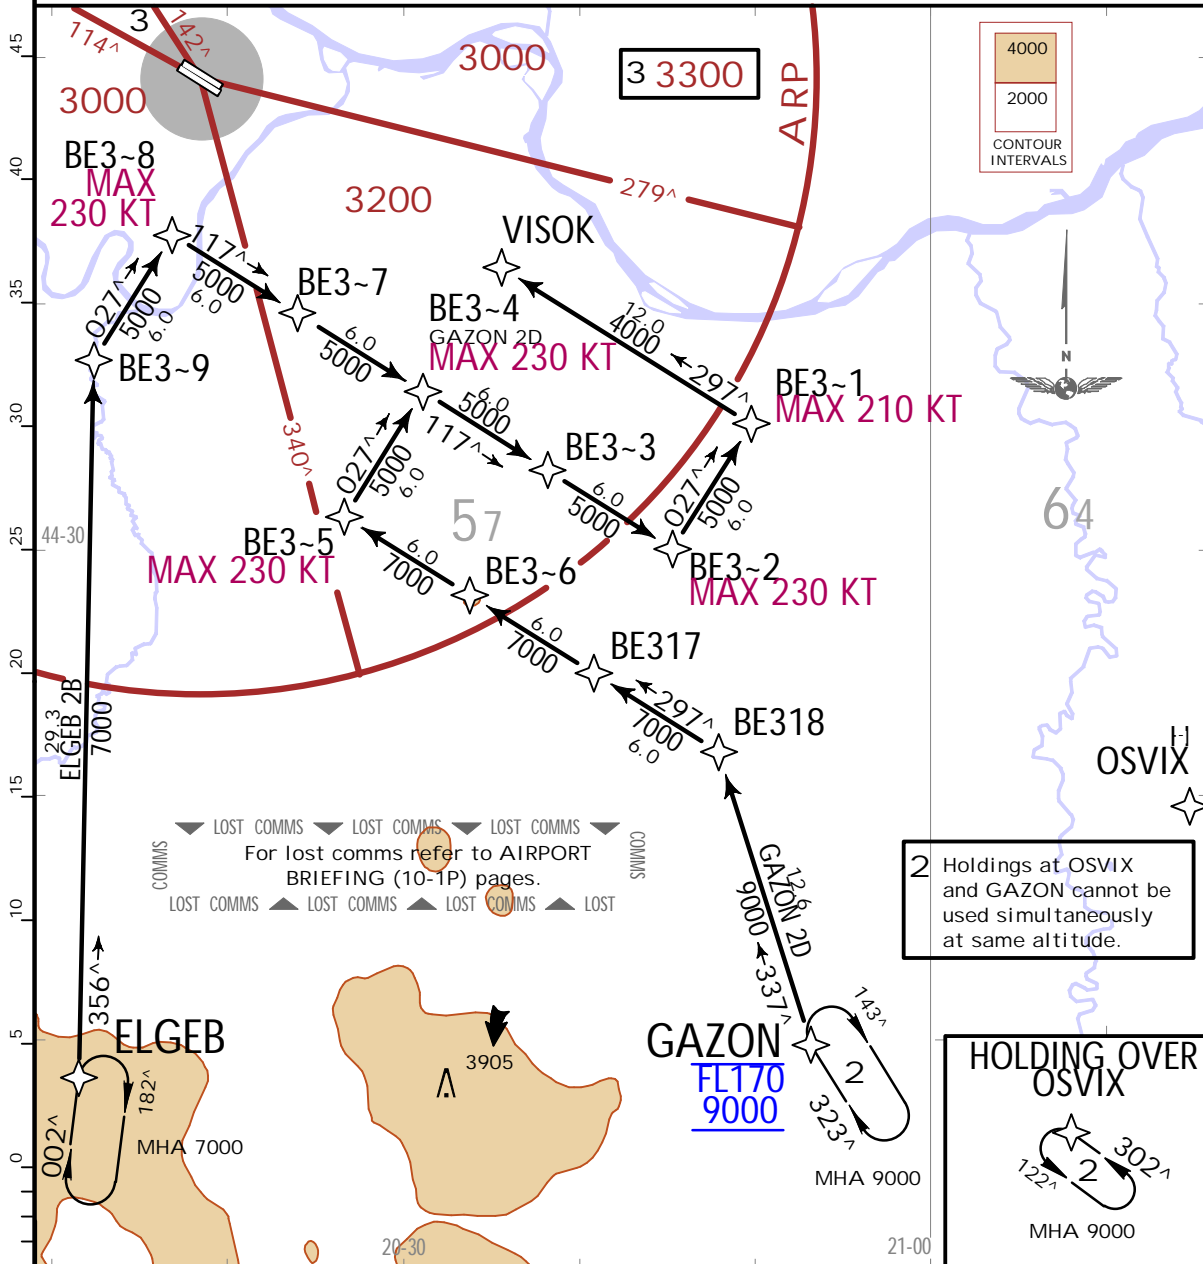 45
40
35
30
25
20
15
10
5
0
3
114^
142^
3000
3000
3 3300
ARP
4000
2000
CONTOUR
INTERVALS
279^
3200
BE3~8
MAX
230 KT
117^
5000
6.0
027^
5000
6.0
BE3~9
BE3~7
6.0
5000
VISOK
BE3~4
GAZON 2D
MAX 230 KT
12.0
4000
297^
BE3~1
MAX 210 KT
N
6.0
5000
117^
340^
027^
5000
6.0
BE3~3
6.0
5000
027^
5000
6.0
57
64
44-30
BE3~5
MAX 230 KT
6.0
7000
BE3~6
BE3~2
MAX 230 KT
6.0
7000
BE317
297^
7000
6.0
BE318
29.3
ELGEB 2B
7000
OSVIX
LOST COMMS LOST COMMS LOST COMMS
COMMS
For lost comms refer to AIRPORT
BRIEFING (10-1P) pages.
COMMS
LOST COMMS LOST COMMS LOST COMMS LOST
GAZON 2D
12.6
9000
337^
2 Holdings at OSVIX
and GAZON cannot be
used simultaneously
at same altitude.
356^
ELGEB
182^
002^
MHA 7000
3905
GAZON
FL170
9000
143^
2
323^
MHA 9000
HOLDING OVER
OSVIX
302^
122^
2
MHA 9000
20-30
21-00